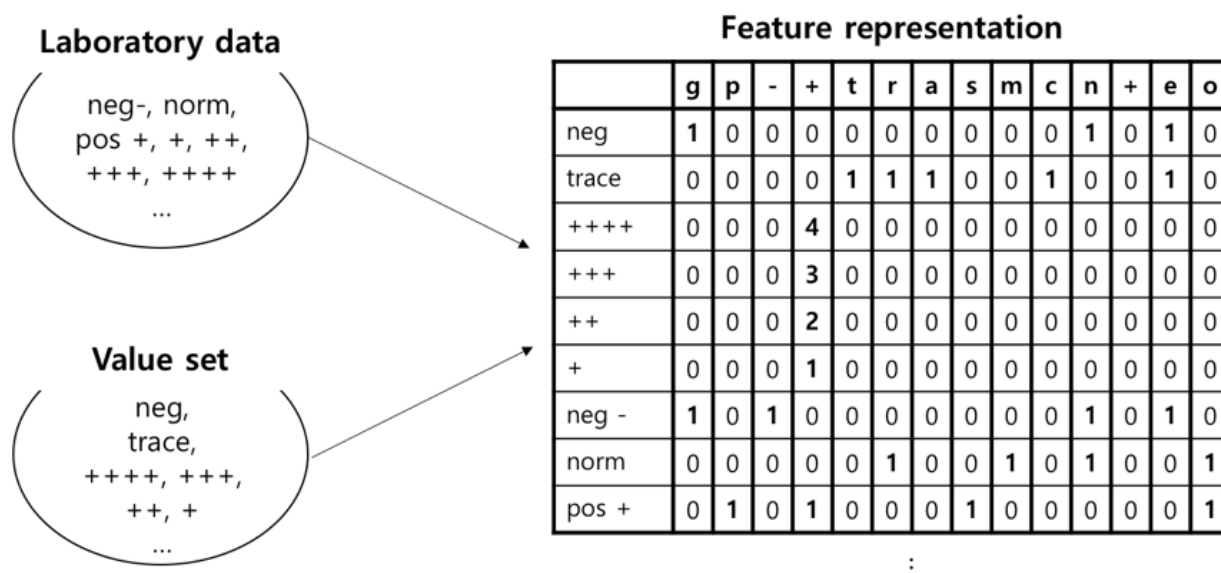 Laboratory data
neg-, norm,
pos +, +, ++,
+++, ++++
...
Value set
neg,
trace,
++++, +++,
++, +
...
Feature representation
g p - + t r a s m c n + e o
neg 1 0 0 0 0 0 0 0 0 0 1 0 1 0
trace 0 0 0 0 1 1 1 0 0 1 0 0 1 0
++++ 0 0 0 4 0 0 0 0 0 0 0 0 0 0
+++ 0 0 0 3 0 0 0 0 0 0 0 0 0 0
++ 0 0 0 2 0 0 0 0 0 0 0 0 0 0
+ 0 0 0 1 0 0 0 0 0 0 0 0 0 0
neg - 1 0 1 0 0 0 0 0 0 0 1 0 1 0
norm 0 0 0 0 0 1 0 0 1 0 1 0 0 1
pos + 0 1 0 1 0 0 0 1 0 0 0 0 0 1
: